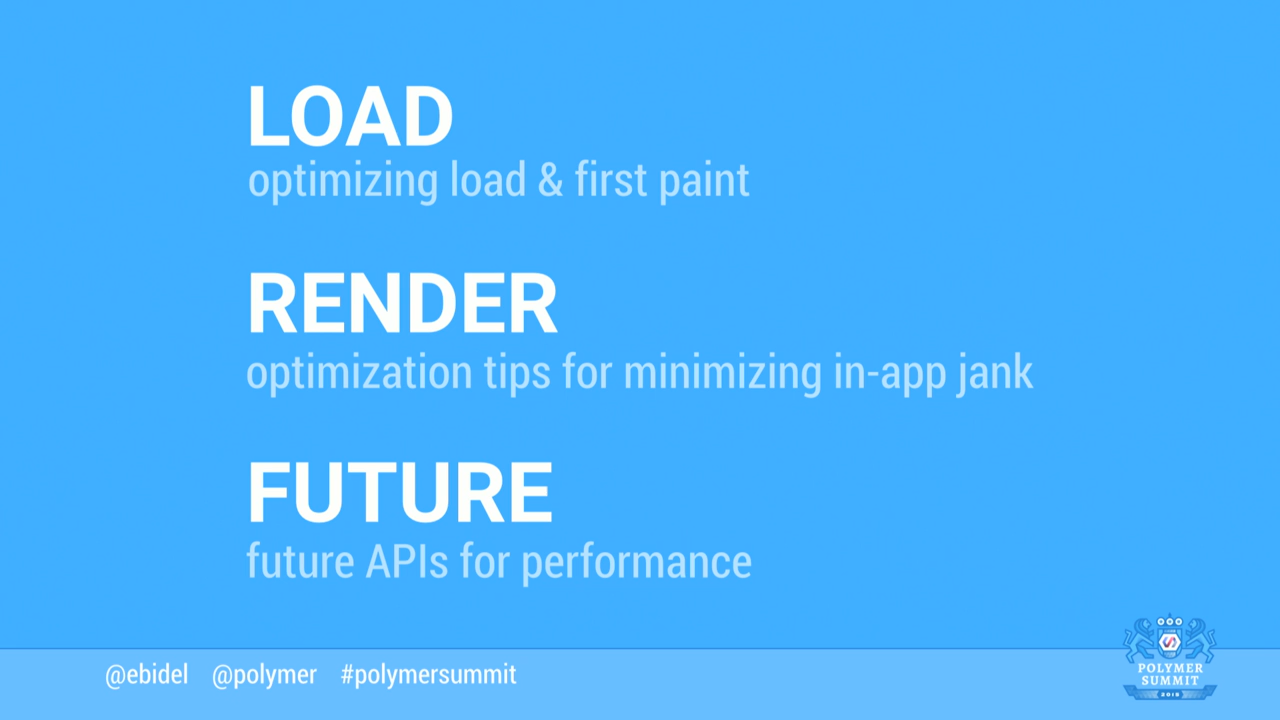 LOAD
optimizing load & first paint
RENDER
optimization tips for minimizing in-app jank
FUTURE
future APIs for performance
@ebidel @polymer #polymersummit
POLYMER
SUMMIT
2015